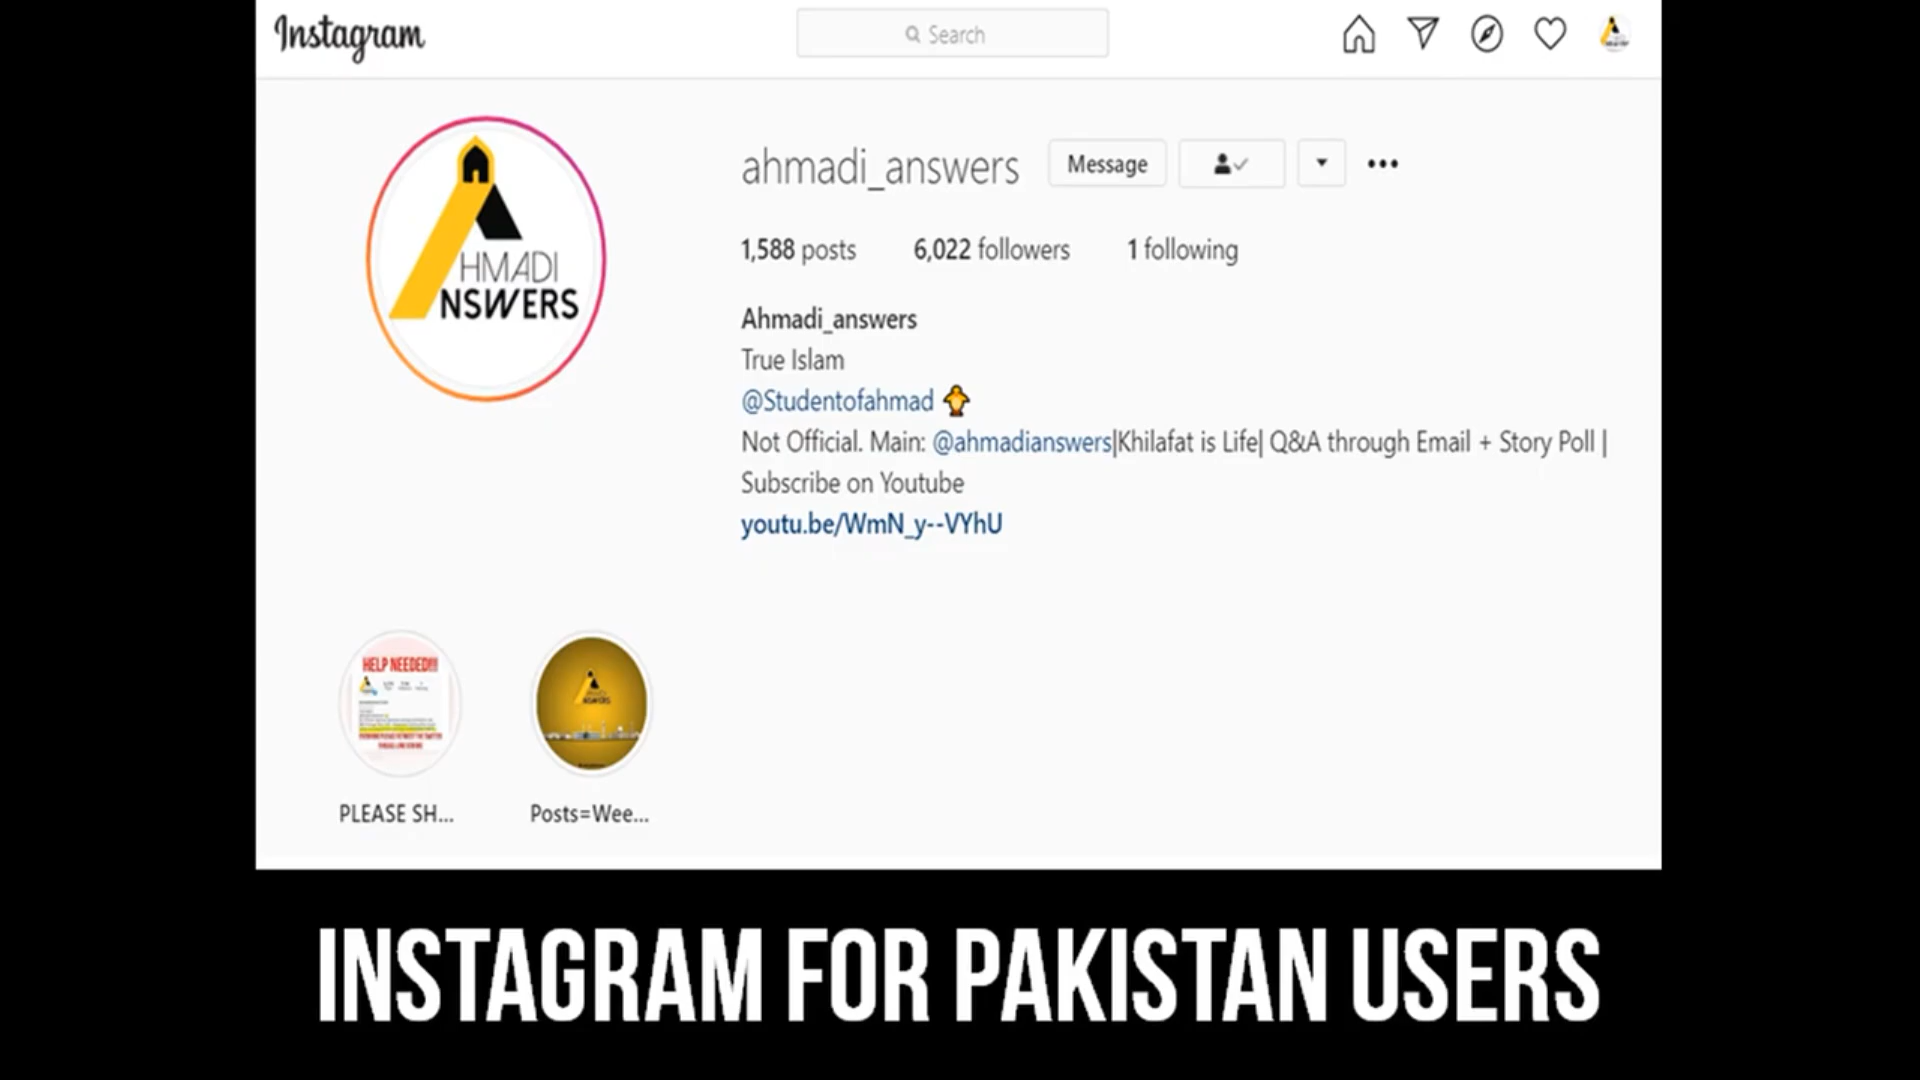 Instagram
Search
ahmadi_answers Message
1,588 posts 6,022 followers 1 following
HMADI
NSWERS
Ahmadi_answers
True Islam
@Studentofahmad
Not Official. Main: @ahmadianswers|Khilafat is Life| Q&A through Email + Story Poll |
Subscribe on Youtube
youtu.be/WmN_y--VYhU
HELP NEEDED!!!
PLEASE SH... Posts=Wee...
INSTAGRAM FOR PAKISTAN USERS